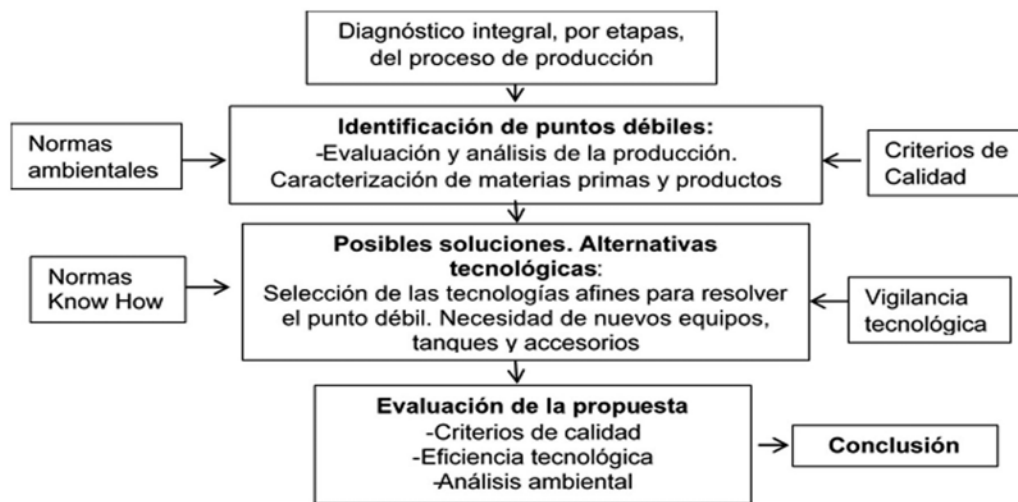 Diagnóstico integral, por etapas,
del proceso de producción
Normas
ambientales
Identificación de puntos débiles:
-Evaluación y análisis de la producción.
Caracterización de materias primas y productos
Criterios de
Calidad
Normas
Know How
Posibles soluciones. Alternativas
tecnológicas:
Selección de las tecnologías afines para resolver
el punto débil. Necesidad de nuevos equipos,
tanques y accesorios
Vigilancia
tecnológica
Evaluación de la propuesta
-Criterios de calidad
-Eficiencia tecnológica
-Análisis ambiental
Conclusión